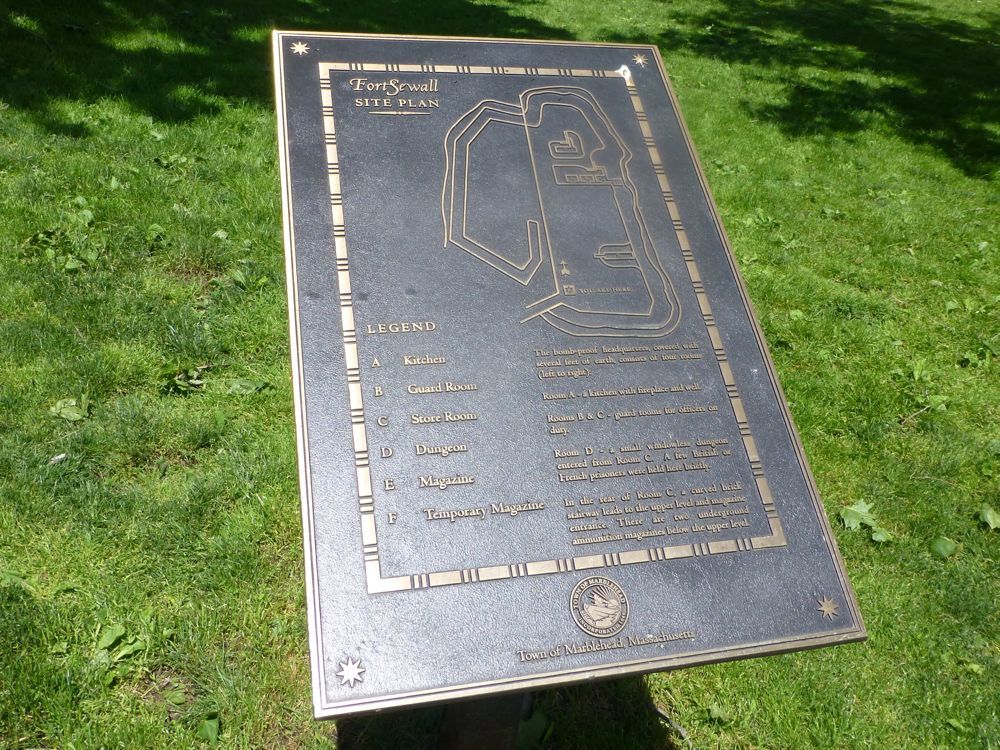 Fort Sewall
SITE PLAN
YOU ARE HERE
LEGEND
A Kitchen
B Guard Room
C Store Room
D Dungeon
E Magazine
F Temporary Magazine
The bomb-proof headquarters, covered with
several feet of earth, consists of four rooms
(left to right).
Room A - a kitchen with fireplace and well.
Rooms B & C - guard rooms for officers on
duty.
Room D - a small windowless dungeon
entered from Room C. A few British or
French prisoners were held here briefly.
In the rear of Room C, a curved brick
stairway leads to the upper level and magazine
entrance. There are two underground
ammunition magazines below the upper level.
TOWN OF MARBLEHEAD
INCORPORATED
Town of Marblehead, Massachusetts